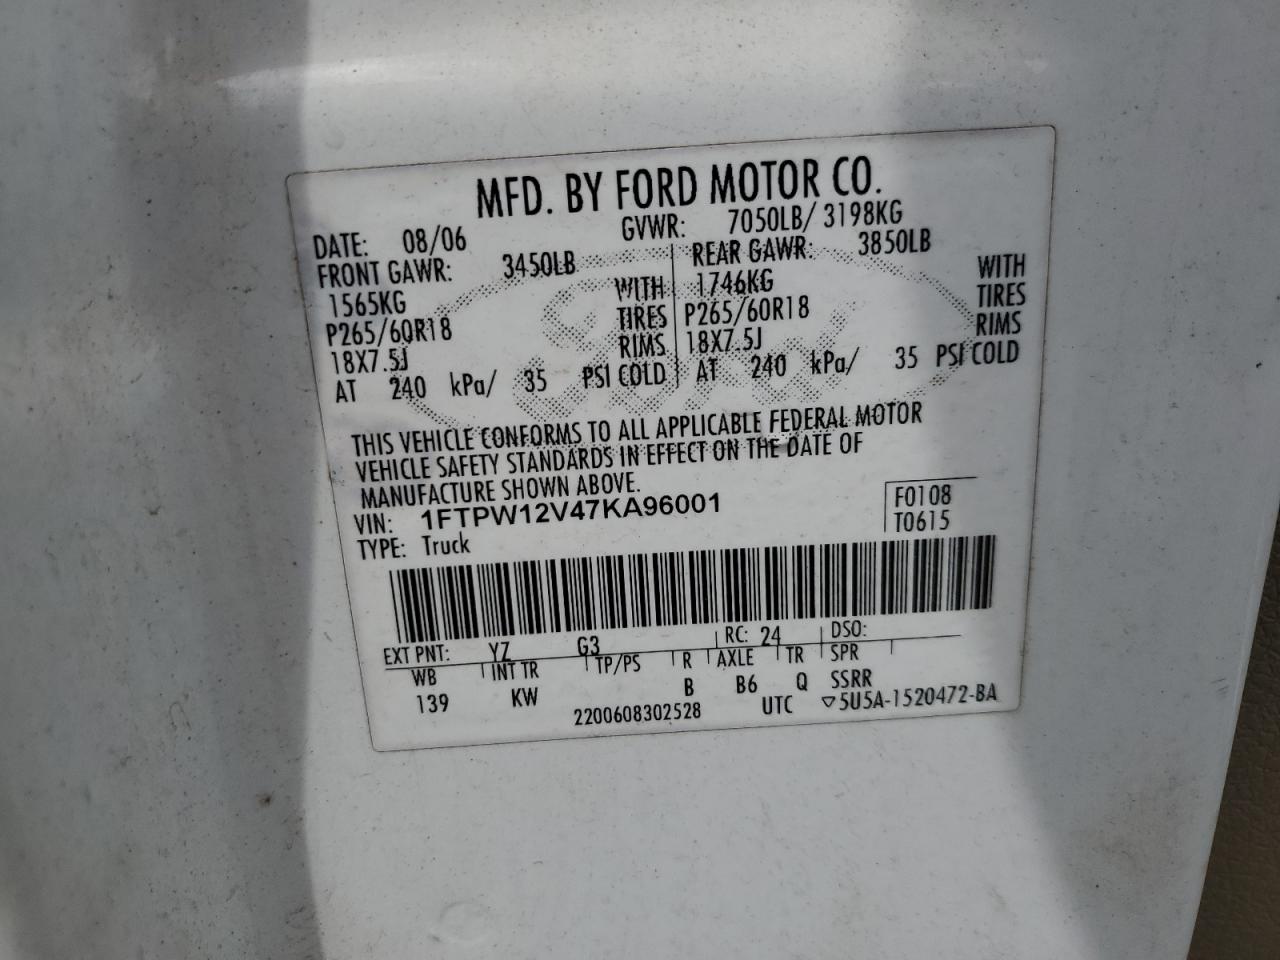 MFD. BY FORD MOTOR CO.
DATE: 08/06 GVWR: 7050LB/ 3198KG
FRONT GAWR: 3450LB REAR GAWR: 3850LB
1565KG WITH 1746KG WITH
P265/60R18 TIRES P265/60R18 TIRES
18X7.5J RIMS 18X7.5J RIMS
AT 240 kPa/ 35 PSI COLD AT 240 kPa/ 35 PSI COLD
THIS VEHICLE CONFORMS TO ALL APPLICABLE FEDERAL MOTOR
VEHICLE SAFETY STANDARDS IN EFFECT ON THE DATE OF
MANUFACTURE SHOWN ABOVE.
VIN: 1FTPW12V47KA96001 F0108
TYPE: Truck T0615
EXT PNT: YZ G3 RC: 24 DSO:
WB INT TR TP/PS R AXLE TR SPR
139 KW B B6 Q SSRR
2200608302528 UTC ▽5U5A-1520472-BA